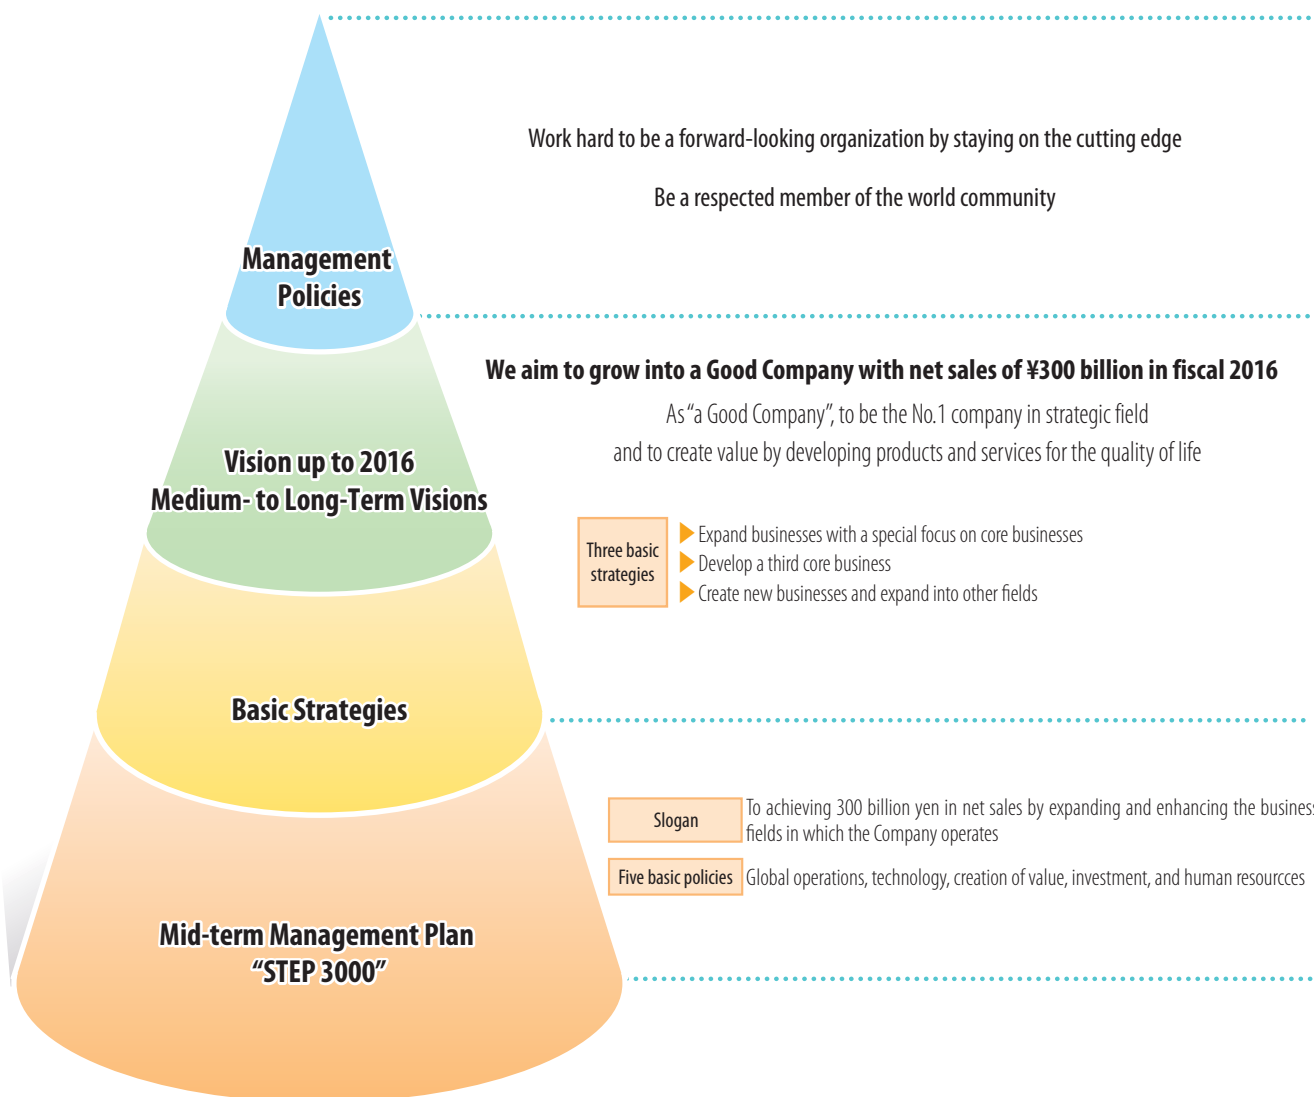 Work hard to be a forward-looking organization by staying on the cutting edge
Be a respected member of the world community
Management
Policies
We aim to grow into a Good Company with net sales of ¥300 billion in fiscal 2016
As “a Good Company”, to be the No.1 company in strategic field
and to create value by developing products and services for the quality of life
Vision up to 2016
Medium- to Long-Term Visions
Three basic
strategies
Expand businesses with a special focus on core businesses
Develop a third core business
Create new businesses and expand into other fields
Basic Strategies
Slogan
To achieving 300 billion yen in net sales by expanding and enhancing the business
fields in which the Company operates
Five basic policies
Global operations, technology, creation of value, investment, and human resourcces
Mid-term Management Plan
“STEP 3000”